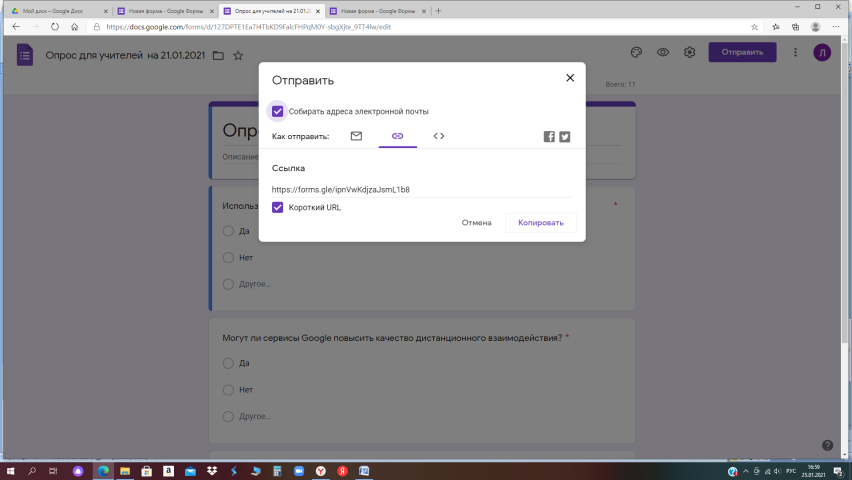 Мой диск – Google Диск
Новая форма - Google Формы
Опрос для учителей на 21.01.2
Новая форма - Google Формы
https://docs.google.com/forms/d/127DPTE1Ea7I4TbKD9FalcFHPqM0Y-sbgXjte_9TT4lw/edit
Опрос для учителей на 21.01.2021
Отправить
Л
Всего: 11
Отправить
Собирать адреса электронной почты
Как отправить:
Ссылка
https://forms.gle/ipnVwKdjzaJsmL1b8
Короткий URL
Отмена
Копировать
Опр
Описание
Использ
*
Да
Нет
Другое...
Могут ли сервисы Google повысить качество дистанционного взаимодействия? *
Да
Нет
Другое...
РУС
16:59
25.01.2021
2